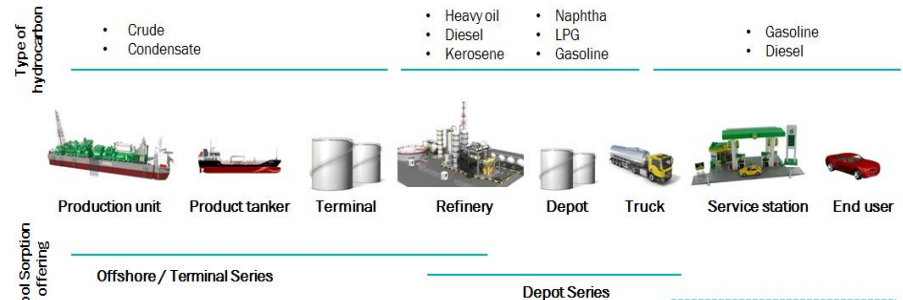 Type of
hydrocarbon
• Crude
• Condensate
• Heavy oil
• Diesel
• Kerosene
• Naphtha
• LPG
• Gasoline
• Gasoline
• Diesel
Production unit
Product tanker
Terminal
Refinery
Depot
Truck
Service station
End user
Sorption
offering
Offshore / Terminal Series
Depot Series